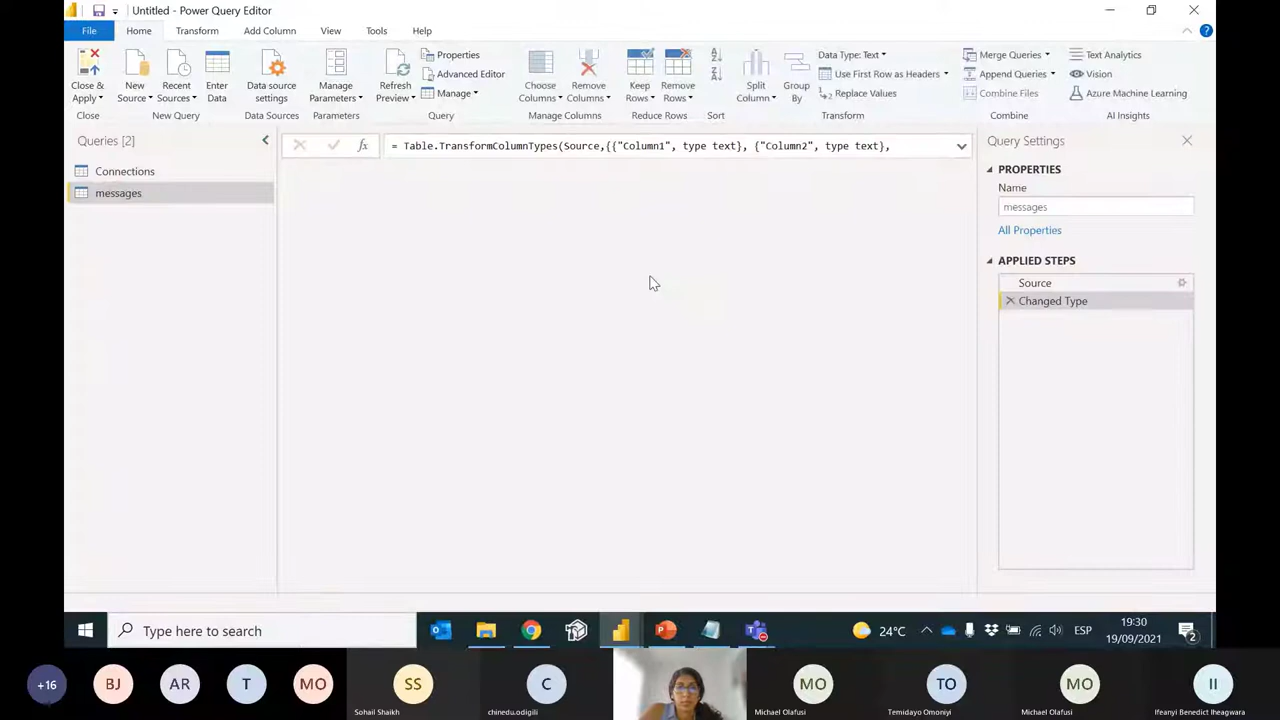 Untitled - Power Query Editor
File Home Transform Add Column View Tools Help
Close & Apply
Close
New Source
Recent Sources
Enter Data
New Query
Data source settings
Data Sources
Manage Parameters
Parameters
Refresh Preview
Properties
Advanced Editor
Manage
Query
Choose Columns
Remove Columns
Manage Columns
Keep Rows
Remove Rows
Reduce Rows
Sort
Split Column
Group By
Data Type: Text
Use First Row as Headers
Replace Values
Transform
Merge Queries
Append Queries
Combine Files
Combine
Text Analytics
Vision
Azure Machine Learning
AI Insights
Queries [2]
Connections
messages
fx
= Table.TransformColumnTypes(Source,{{"Column1", type text}, {"Column2", type text},
Query Settings
PROPERTIES
Name
messages
All Properties
APPLIED STEPS
Source
Changed Type
Type here to search
24°C
ESP
19:30
19/09/2021
2
+16
BJ
AR
T
MO
SS
Sohail Shaikh
C
chinedu.odigili
MO
Michael Olafusi
TO
Temidayo Omoniyi
MO
Michael Olafusi
II
Ifeanyi Benedict Iheagwara